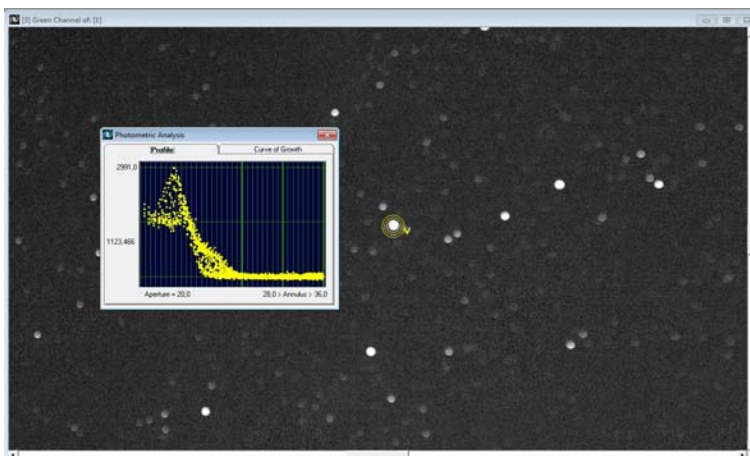 [3] Green Channel of: [1]
Photometric Analysis
Profile: Curve of Growth
2991,0
1123,466
Aperture = 20,0 28,0 > Annulus > 36,0
V